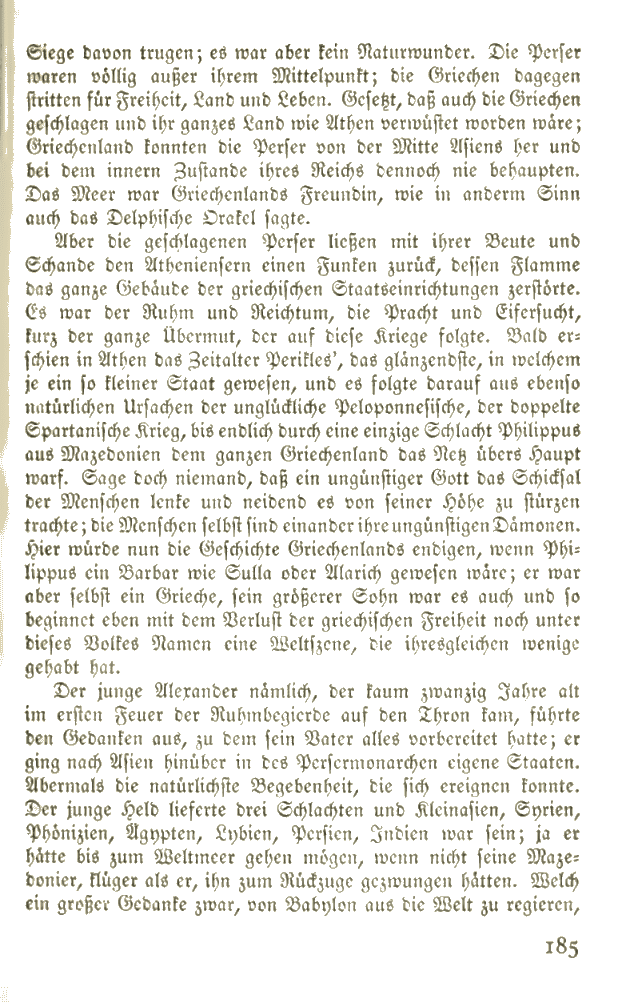 Siege davon trugen; es war aber kein Naturwunder. Die Perser
waren völlig außer ihrem Mittelpunkt; die Griechen dagegen
stritten für Freiheit, Land und Leben. Gesetzt, daß auch die Griechen
geschlagen und ihr ganzes Land wie Athen verwüstet worden wäre;
Griechenland konnten die Perser von der Mitte Asiens her und
bei dem innern Zustande ihres Reichs dennoch nie behaupten.
Das Meer war Griechenlands Freundin, wie in anderm Sinn
auch das Delphische Orakel sagte.
Aber die geschlagenen Perser ließen mit ihrer Beute und
Schande den Atheniensern einen Funken zurück, dessen Flamme
das ganze Gebäude der griechischen Staatseinrichtungen zerstörte.
Es war der Ruhm und Reichtum, die Pracht und Eifersucht,
kurz der ganze Übermut, der auf diese Kriege folgte. Bald er-
schien in Athen das Zeitalter Perikles', das glänzendste, in welchem
je ein so kleiner Staat gewesen, und es folgte darauf aus ebenso
natürlichen Ursachen der unglückliche Peloponnesische, der doppelte
Spartanische Krieg, bis endlich durch eine einzige Schlacht Philippus
aus Mazedonien dem ganzen Griechenland das Netz übers Haupt
warf. Sage doch niemand, daß ein ungünstiger Gott das Schicksal
der Menschen lenke und neidend es von seiner Höhe zu stürzen
trachte; die Menschen selbst sind einander ihre ungünstigen Dämonen.
Hier würde nun die Geschichte Griechenlands endigen, wenn Phi-
lippus ein Barbar wie Sulla oder Alarich gewesen wäre; er war
aber selbst ein Grieche, sein größerer Sohn war es auch und so
beginnet eben mit dem Verlust der griechischen Freiheit noch unter
dieses Volkes Namen eine Weltszene, die ihresgleichen wenige
gehabt hat.
Der junge Alexander nämlich, der kaum zwanzig Jahre alt
im ersten Feuer der Ruhmbegierde auf den Thron kam, führte
den Gedanken aus, zu dem sein Vater alles vorbereitet hatte; er
ging nach Asien hinüber in des Persermonarchen eigene Staaten.
Abermals die natürlichste Begebenheit, die sich ereignen konnte.
Der junge Held lieferte drei Schlachten und Kleinasien, Syrien,
Phönizien, Ägypten, Lybien, Persien, Indien war sein; ja er
hätte bis zum Weltmeer gehen mögen, wenn nicht seine Maze-
donier, klüger als er, ihn zum Rückzuge gezwungen hätten. Welch
ein großer Gedanke zwar, von Babylon aus die Welt zu regieren,
185